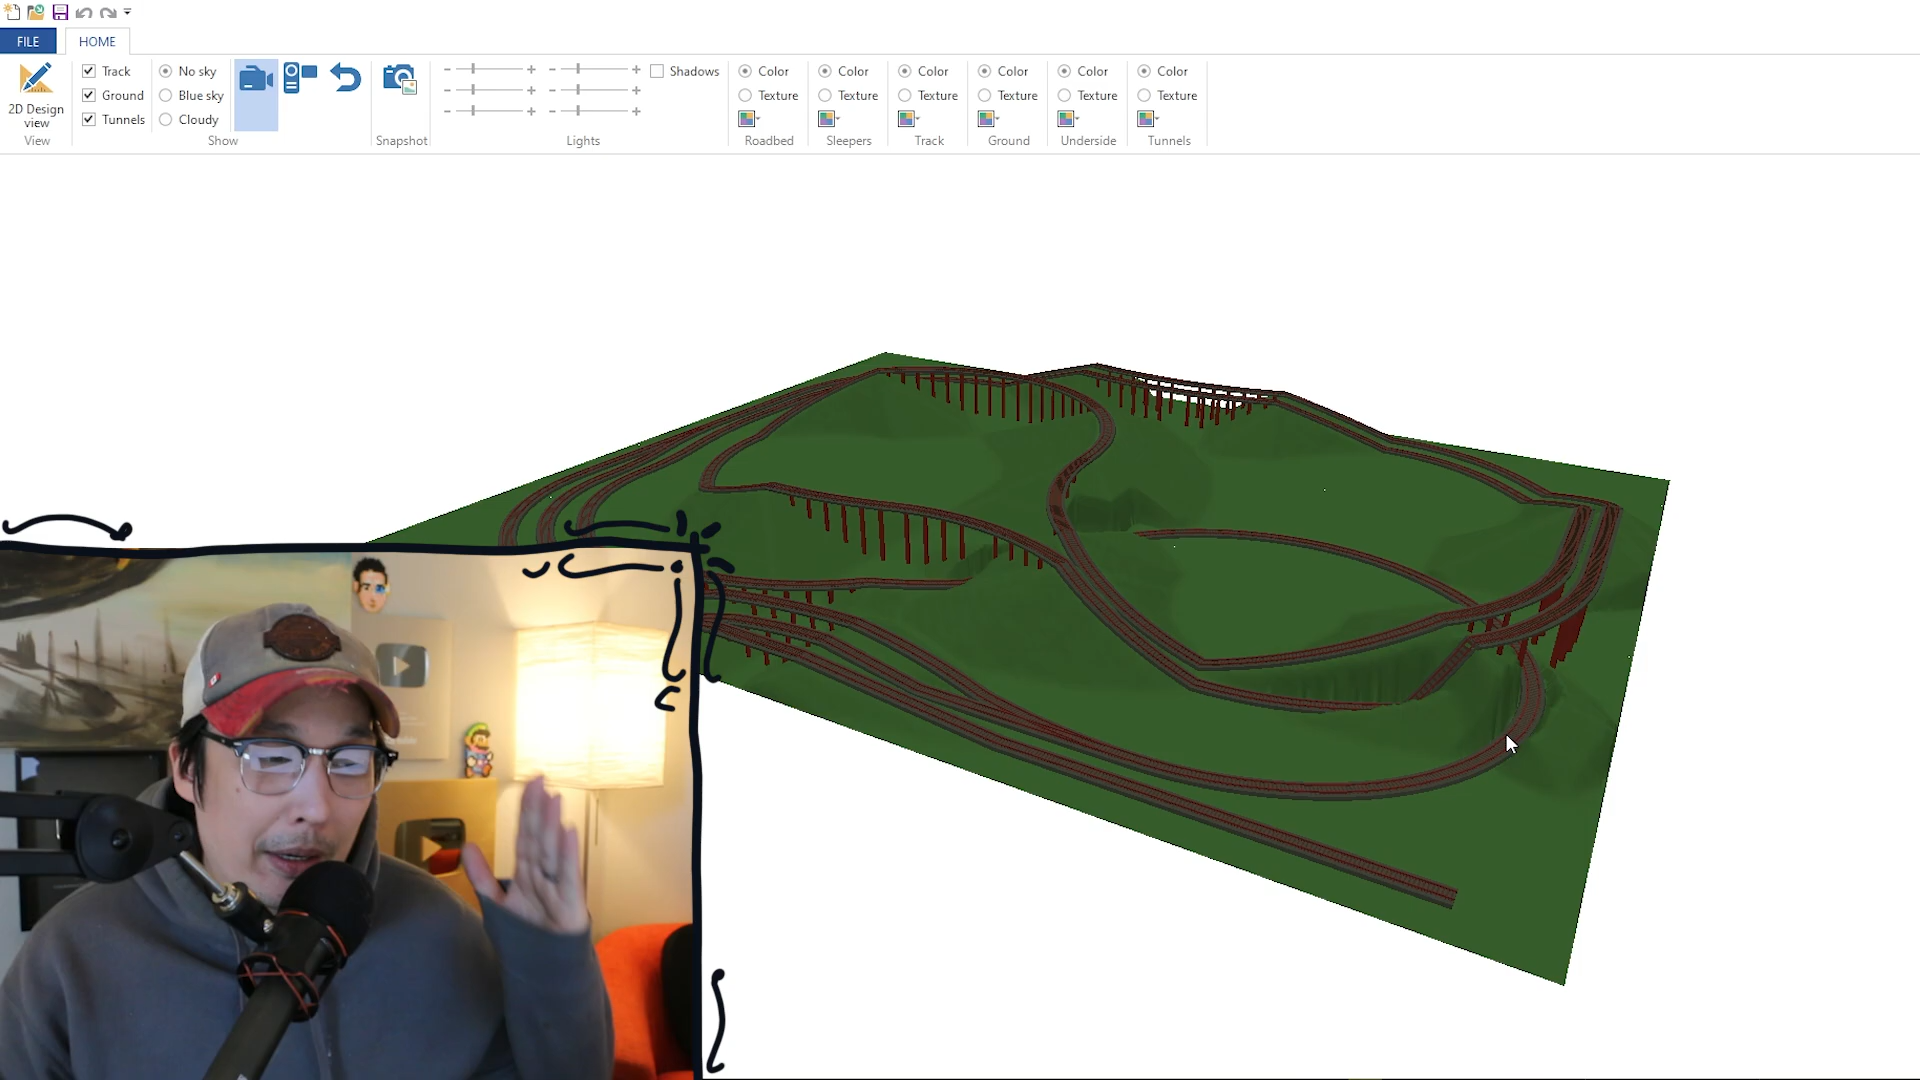 FILE HOME
2D Design view
View
Track
Ground
Tunnels
No sky
Blue sky
Cloudy
Show
Snapshot
Lights
Shadows
Color
Texture
Roadbed
Color
Texture
Sleepers
Color
Texture
Track
Color
Texture
Ground
Color
Texture
Underside
Color
Texture
Tunnels